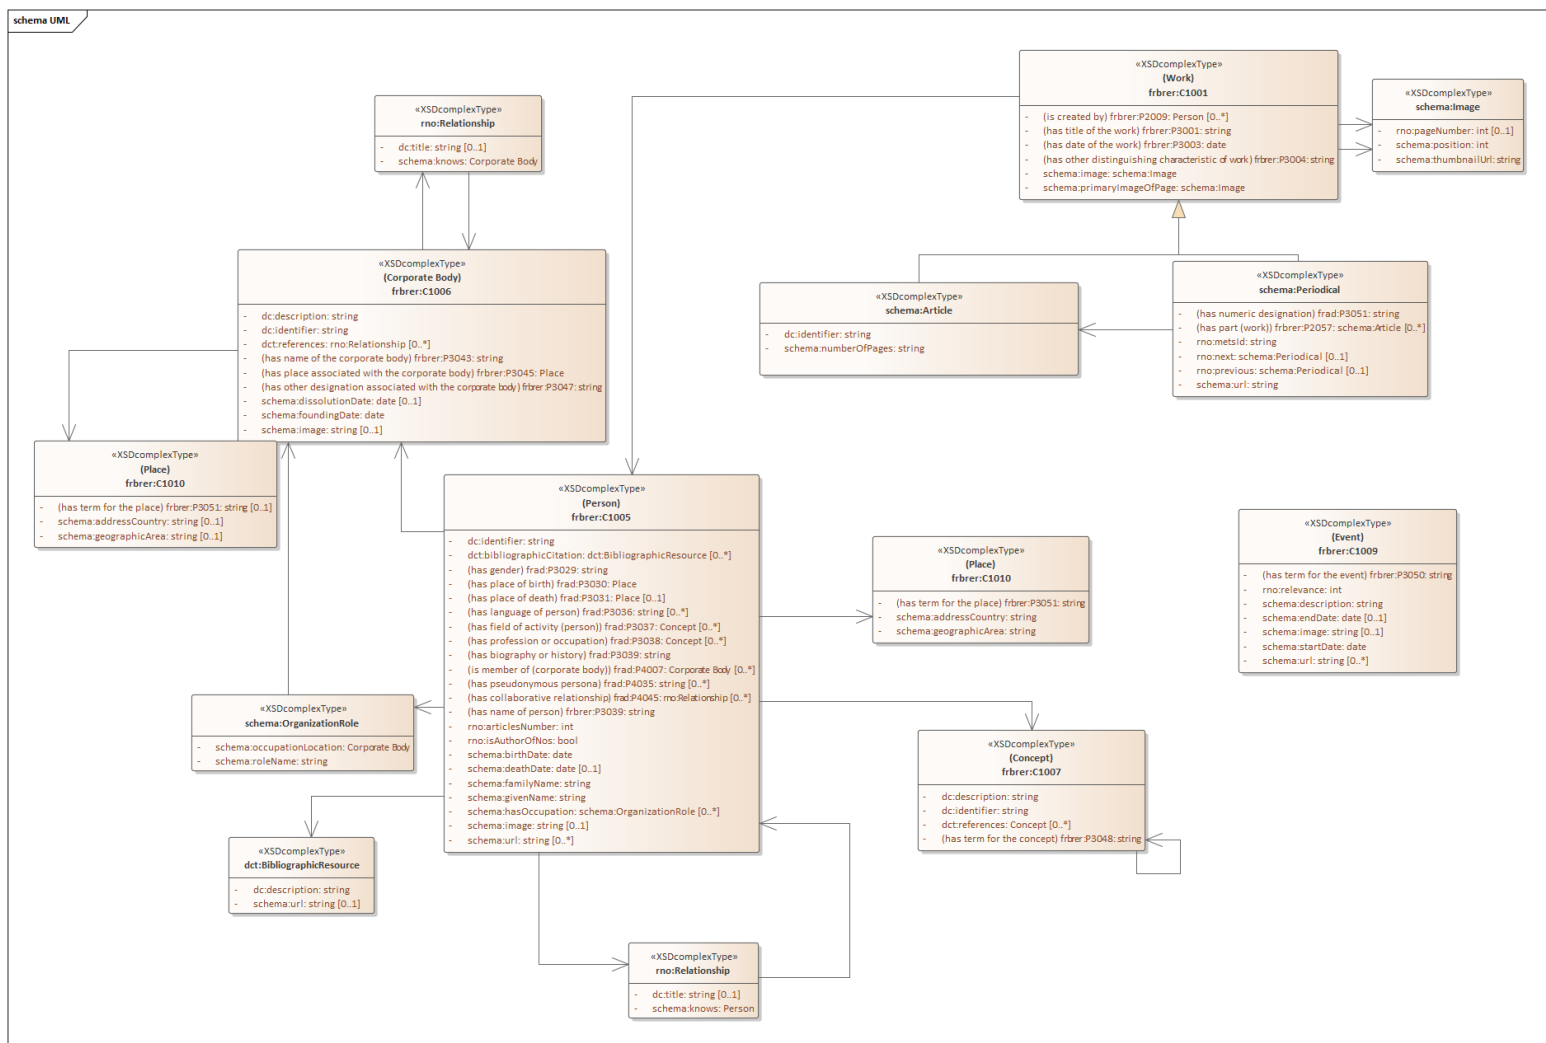 schema UML
«XSDcomplexType»
(Work)
frbrer:C1001
- (is created by) frbrer:P2009: Person [0..*]
- (has title of the work) frbrer:P3001: string
- (has date of the work) frbrer:P3003: date
- (has other distinguishing characteristic of work) frbrer:P3004: string
- schema:image: schema:Image
- schema:primaryImageOfPage: schema:Image
«XSDcomplexType»
schema:Image
- rno:pageNumber: int [0..1]
- schema:position: int
- schema:thumbnailUrl: string
«XSDcomplexType»
rno:Relationship
- dc:title: string [0..1]
- schema:knows: Corporate Body
«XSDcomplexType»
(Corporate Body)
frbrer:C1006
- dc:description: string
- dc:identifier: string
- dct:references: rno:Relationship [0..*]
- (has name of the corporate body) frbrer:P3043: string
- (has place associated with the corporate body) frbrer:P3045: Place
- (has other designation associated with the corporate body) frbrer:P3047: string
- schema:dissolutionDate: date [0..1]
- schema:foundingDate: date
- schema:image: string [0..1]
«XSDcomplexType»
schema:Article
- dc:identifier: string
- schema:numberOfPages: string
«XSDcomplexType»
schema:Periodical
- (has numeric designation) frad:P3051: string
- (has part (work)) frbrer:P2057: schema:Article [0..*]
- rno:metsId: string
- rno:next: schema:Periodical [0..1]
- rno:previous: schema:Periodical [0..1]
- schema:url: string
«XSDcomplexType»
(Place)
frbrer:C1010
- (has term for the place) frbrer:P3051: string [0..1]
- schema:addressCountry: string [0..1]
- schema:geographicArea: string [0..1]
«XSDcomplexType»
(Person)
frbrer:C1005
- dc:identifier: string
- dct:bibliographicCitation: dct:BibliographicResource [0..*]
- (has gender) frad:P3029: string
- (has place of birth) frad:P3030: Place
- (has place of death) frad:P3031: Place [0..1]
- (has language of person) frad:P3036: string [0..*]
- (has field of activity (person)) frad:P3037: Concept [0..*]
- (has profession or occupation) frad:P3038: Concept [0..*]
- (has biography or history) frad:P3039: string
- (is member of (corporate body)) frad:P4007: Corporate Body [0..*]
- (has pseudonymous persona) frad:P4035: string [0..*]
- (has collaborative relationship) frad:P4045: rno:Relationship [0..*]
- (has name of person) frbrer:P3039: string
- rno:articlesNumber: int
- rno:isAuthorOfNos: bool
- schema:birthDate: date
- schema:deathDate: date [0..1]
- schema:familyName: string
- schema:givenName: string
- schema:hasOccupation: schema:OrganizationRole [0..*]
- schema:image: string [0..1]
- schema:url: string [0..*]
«XSDcomplexType»
(Place)
frbrer:C1010
- (has term for the place) frbrer:P3051: string
- schema:addressCountry: string
- schema:geographicArea: string
«XSDcomplexType»
(Event)
frbrer:C1009
- (has term for the event) frbrer:P3050: string
- rno:relevance: int
- schema:description: string
- schema:endDate: date [0..1]
- schema:image: string [0..1]
- schema:startDate: date
- schema:url: string [0..*]
«XSDcomplexType»
schema:OrganizationRole
- schema:occupationLocation: Corporate Body
- schema:roleName: string
«XSDcomplexType»
(Concept)
frbrer:C1007
- dc:description: string
- dc:identifier: string
- dct:references: Concept [0..*]
- (has term for the concept) frbrer:P3048: string
«XSDcomplexType»
dct:BibliographicResource
- dc:description: string
- schema:url: string [0..1]
«XSDcomplexType»
rno:Relationship
- dc:title: string [0..1]
- schema:knows: Person